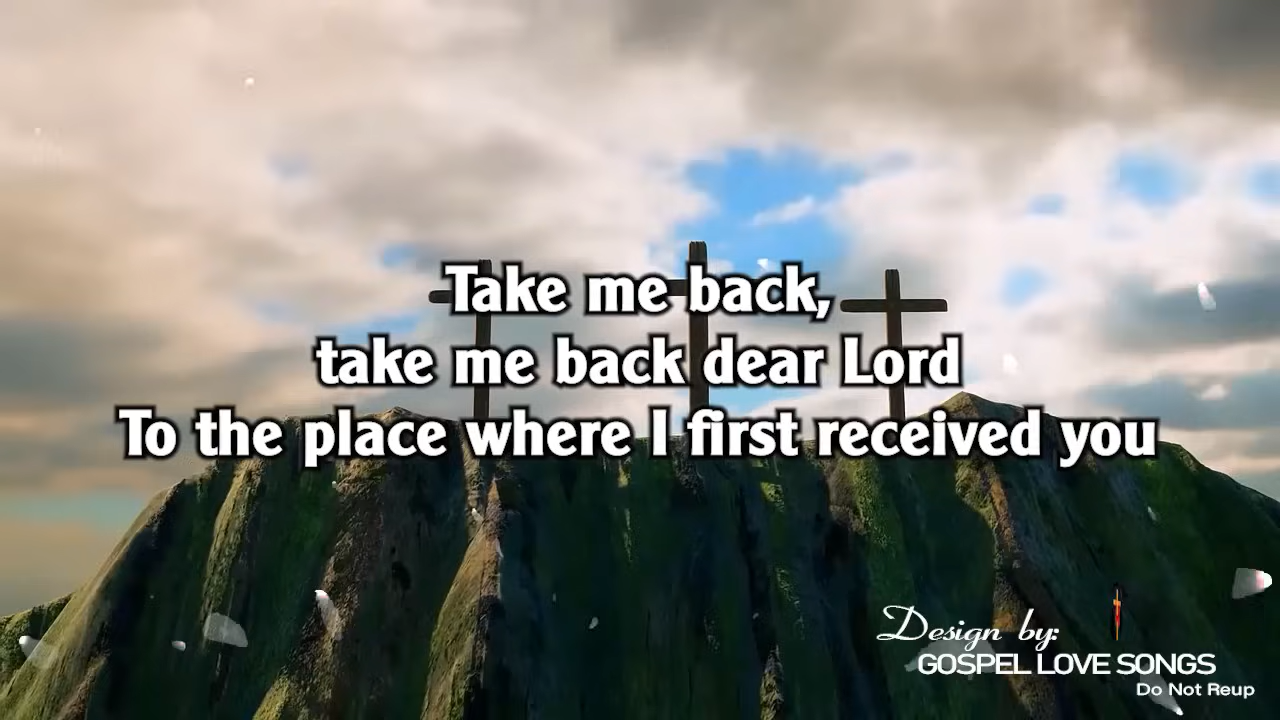 Take me back,
take me back dear Lord
To the place where I first received you
Design by:
GOSPEL LOVE SONGS
Do Not Reup